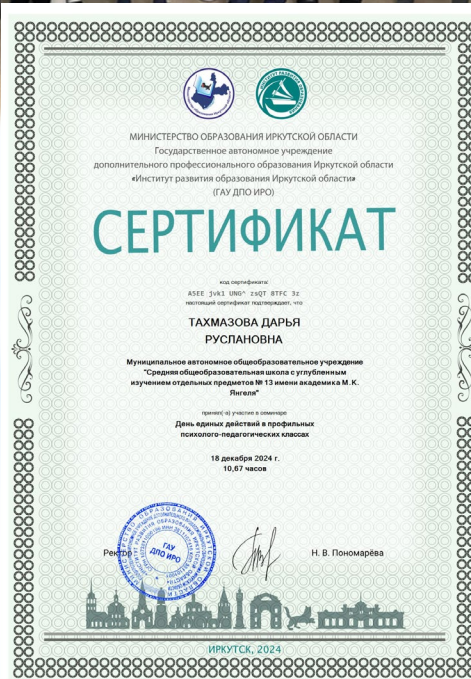 МИНИСТЕРСТВО ОБРАЗОВАНИЯ ИРКУТСКОЙ ОБЛАСТИ
Государственное автономное учреждение
дополнительного профессионального образования Иркутской области
«Институт развития образования Иркутской области»
(ГАУ ДПО ИРО)
СЕРТИФИКАТ
код сертификата:
настоящий сертификат подтверждает, что
ТАХМАЗОВА ДАРЬЯ
РУСЛАНОВНА
Муниципальное автономное общеобразовательное учреждение
"Средняя общеобразовательная школа с углубленным
изучением отдельных предметов № 13 имени академика М.К.
Янгеля"
принял(-а) участие в семинаре
День единых действий в профильных
психолого-педагогических классах
18 декабря 2024 г.
10,67 часов
Ректор
ГАУ
ДПО ИРО
Н. В. Пономарёва
ИРКУТСК, 2024